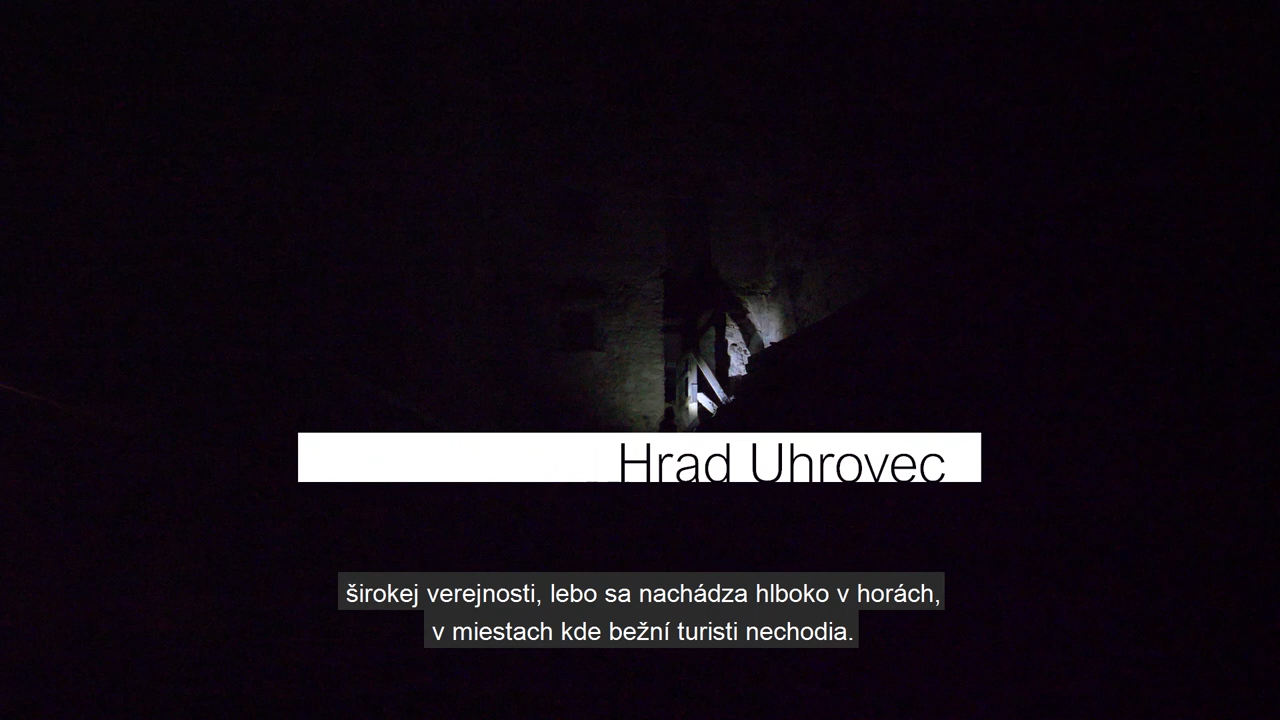 Hrad Uhrovec
širokej verejnosti, lebo sa nachádza hlboko v horách,
v miestach kde bežní turisti nechodia.